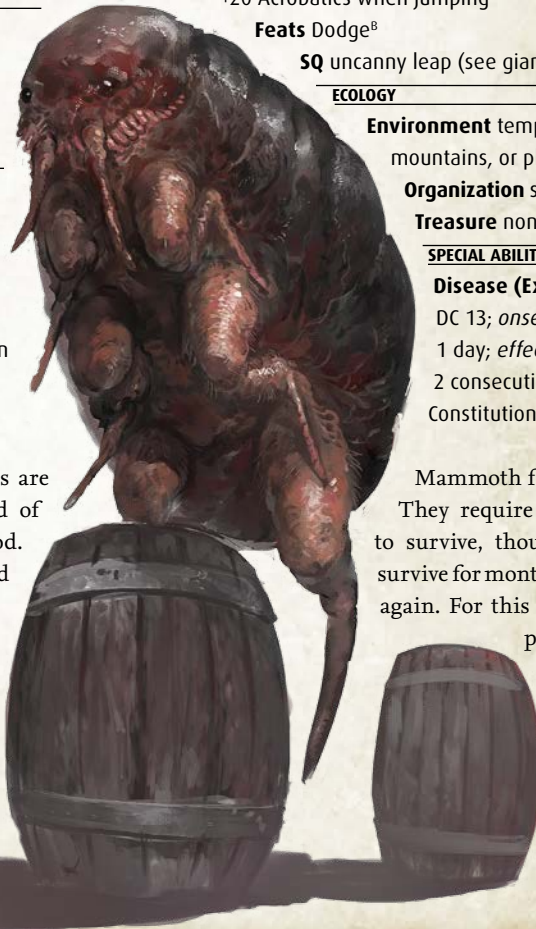 n
s are
d of
od.
d
+20 Acrobatics when jumping
Feats Dodgeᴮ
SQ uncanny leap (see gian
ECOLOGY
Environment temp
mountains, or p
Organization s
Treasure non
SPECIAL ABILIT
Disease (Ex
DC 13; onse
1 day; effec
2 consecuti
Constitution
Mammoth f
They require
to survive, thou
survive for mont
again. For this
p